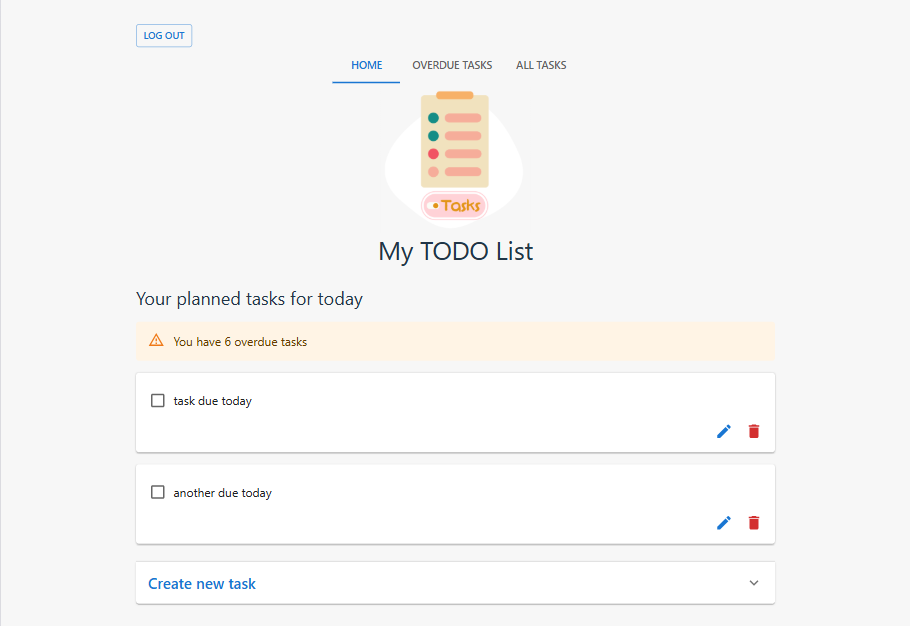 LOG OUT
HOME OVERDUE TASKS ALL TASKS
Tasks
My TODO List
Your planned tasks for today
You have 6 overdue tasks
task due today
another due today
Create new task